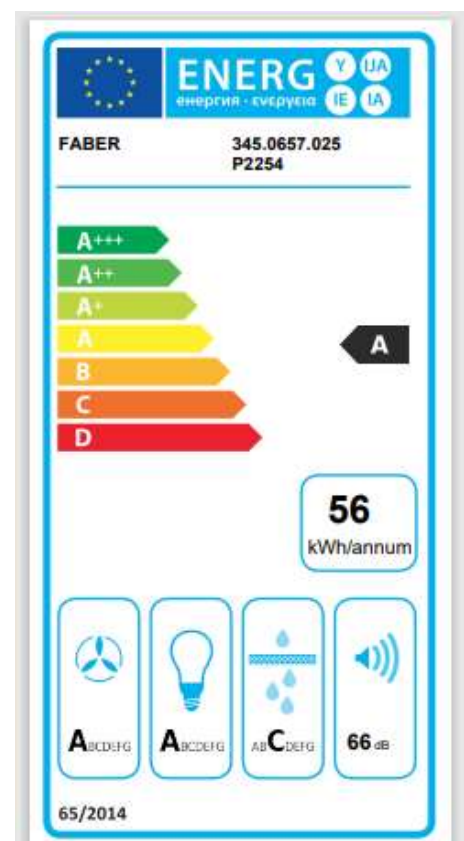 ENERG Y IJA
енергия · ενεργεια IE IA
FABER 345.0657.025
P2254
A+++
A++
A+
A
A
B
C
D
56
kWh/annum
ABCDEFG ABCDEFG ABCDEFG 66 dB
65/2014